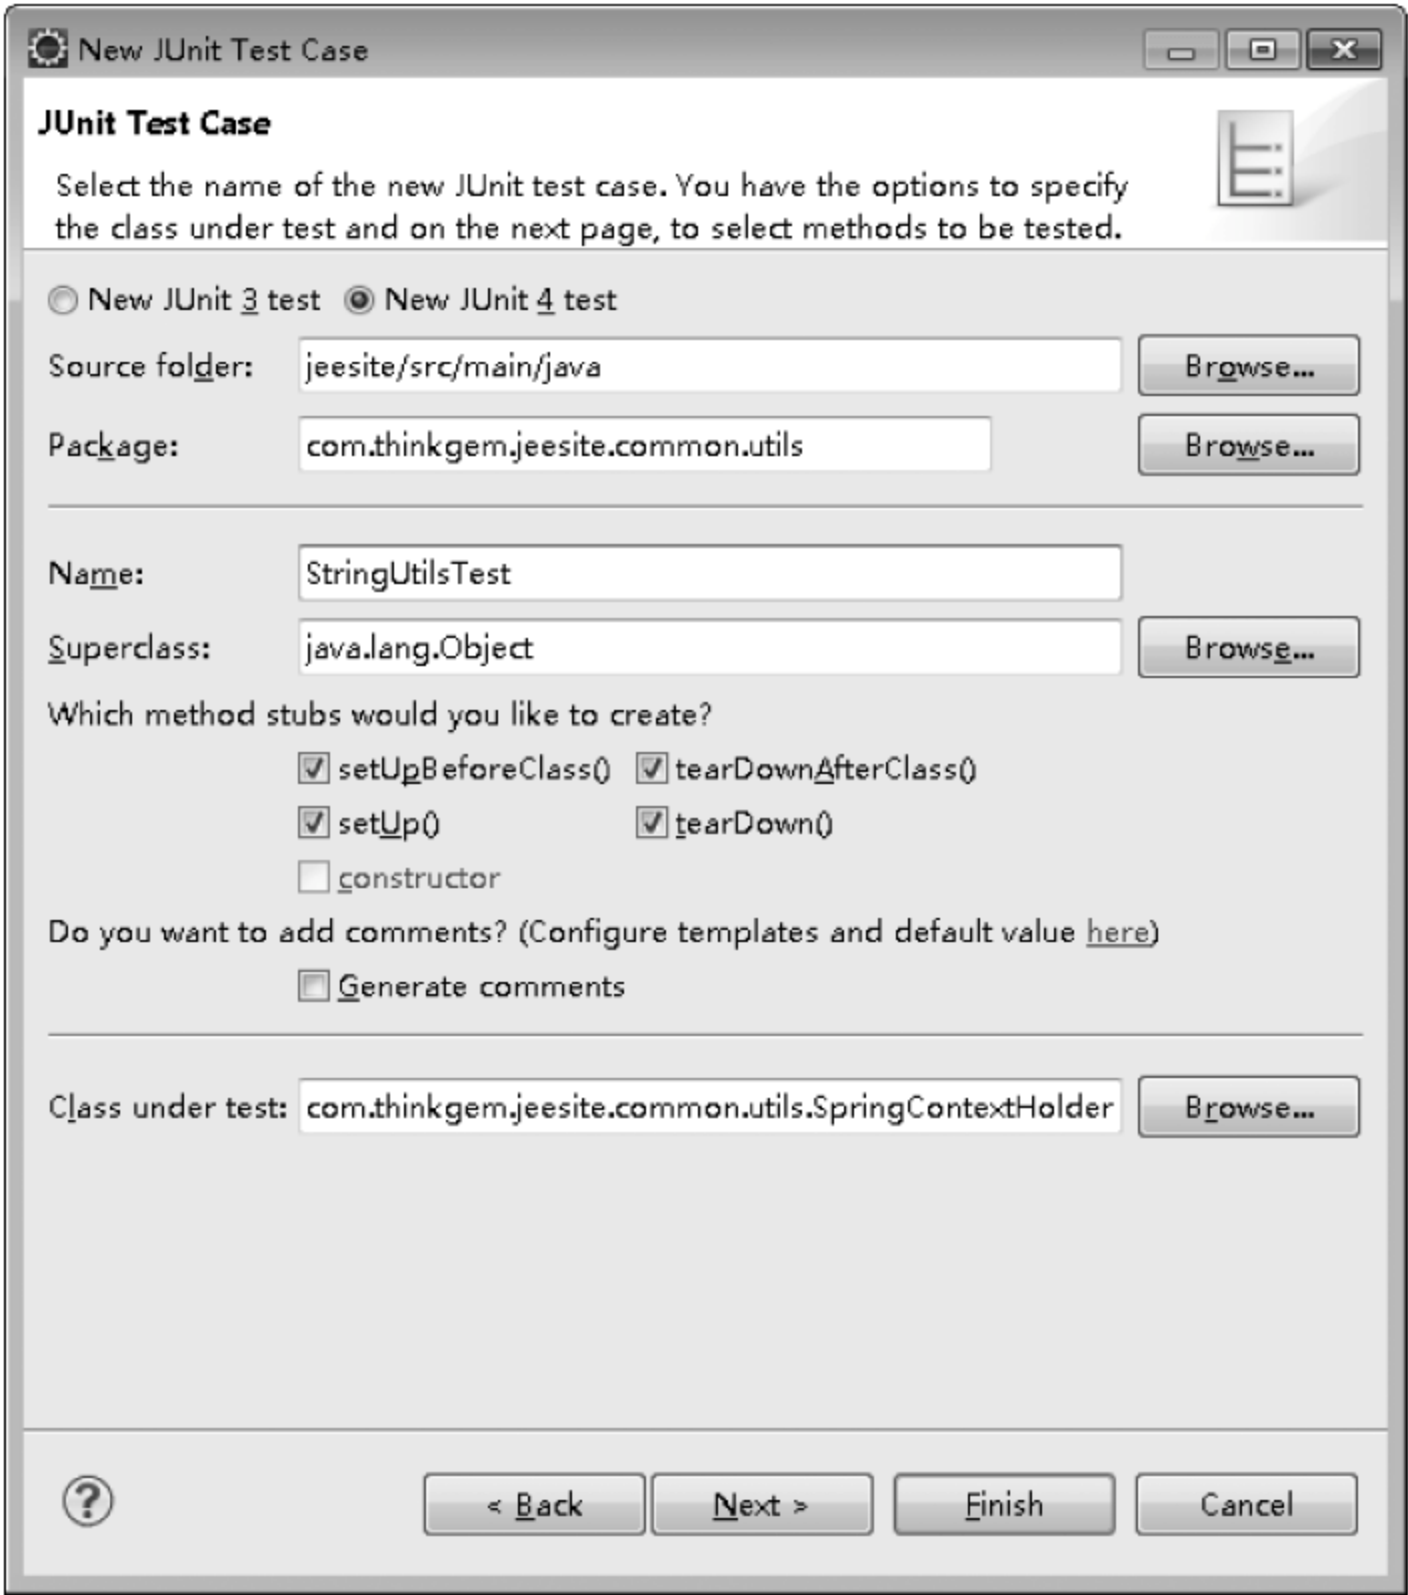 New JUnit Test Case
JUnit Test Case
Select the name of the new JUnit test case. You have the options to specify
the class under test and on the next page, to select methods to be tested.
New JUnit 3 test New JUnit 4 test
Source folder: jeesite/src/main/java Browse...
Package: com.thinkgem.jeesite.common.utils Browse...
Name: StringUtilsTest
Superclass: java.lang.Object Browse...
Which method stubs would you like to create?
setUpBeforeClass() tearDownAfterClass()
setUp() tearDown()
constructor
Do you want to add comments? (Configure templates and default value here)
Generate comments
Class under test: com.thinkgem.jeesite.common.utils.SpringContextHolder Browse...
? < Back Next > Finish Cancel